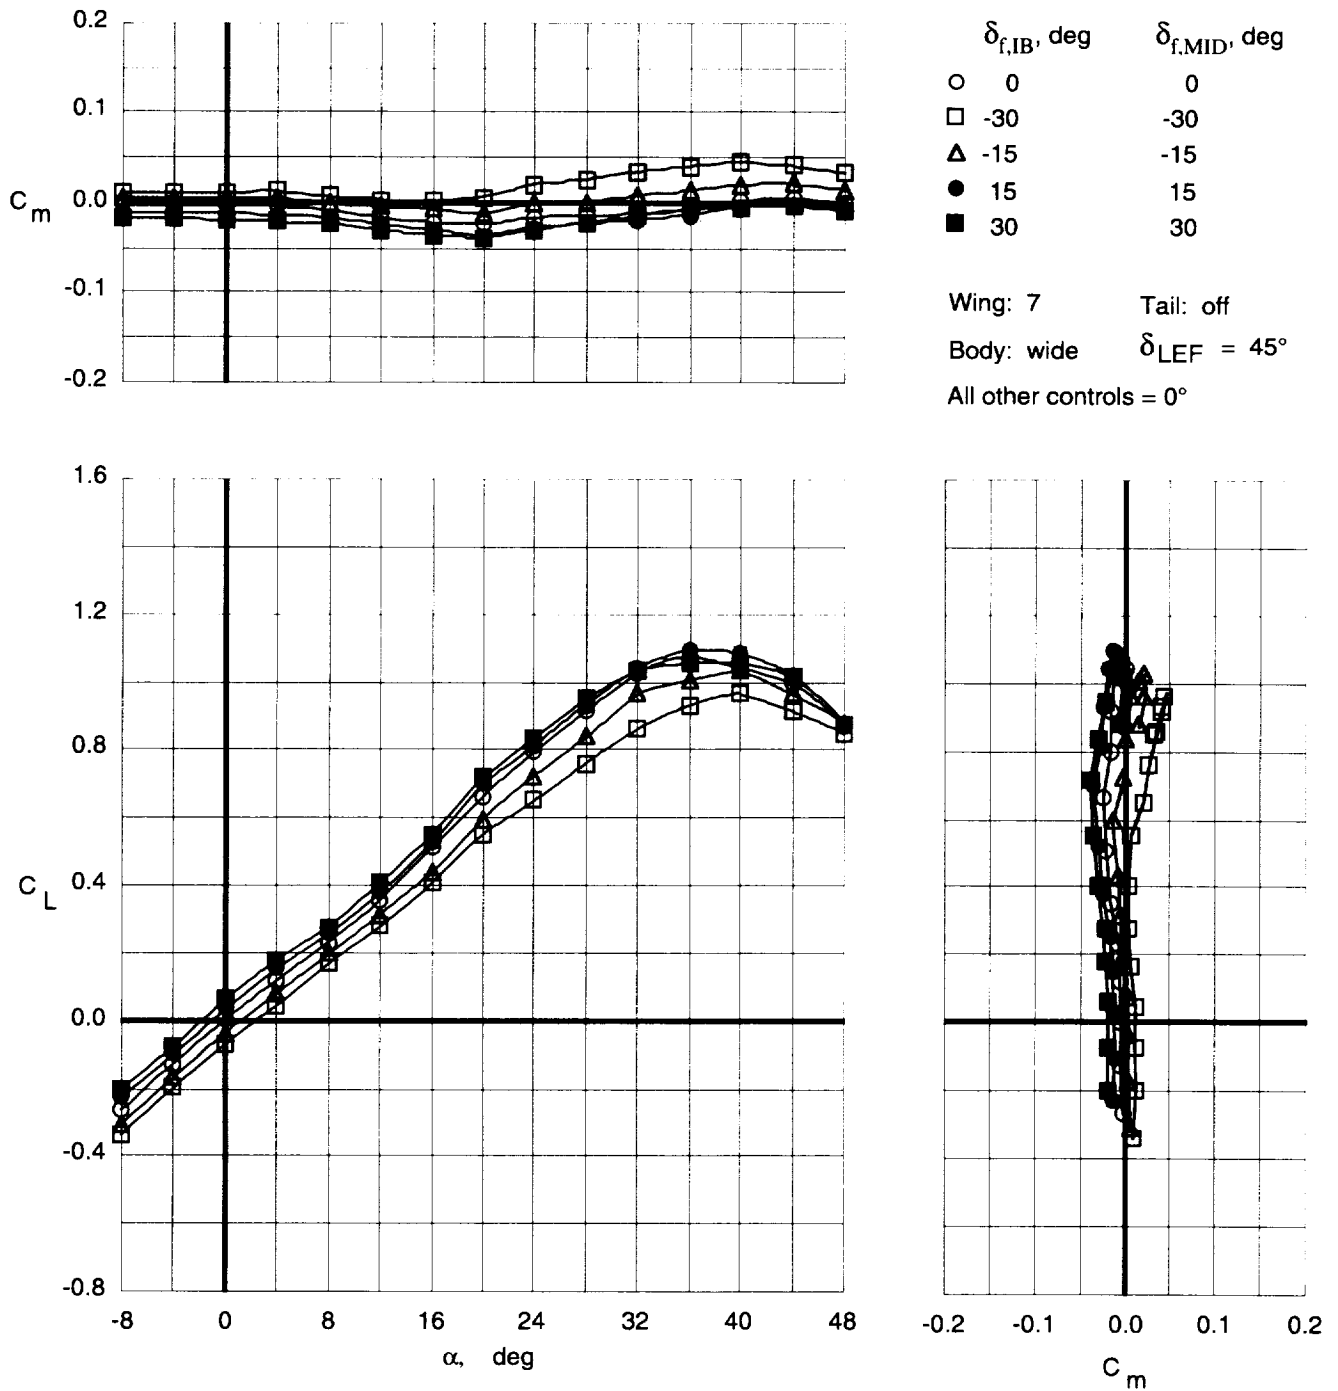 0.2
0.1
0.0
-0.1
-0.2
C m
δf,IB, deg δf,MID, deg
0 0
-30 -30
-15 -15
15 15
30 30
Wing: 7 Tail: off
Body: wide δLEF = 45°
All other controls = 0°
1.6
1.2
0.8
0.4
0.0
-0.4
-0.8
C L
-8 0 8 16 24 32 40 48
α, deg
-0.2 -0.1 0.0 0.1 0.2
C m